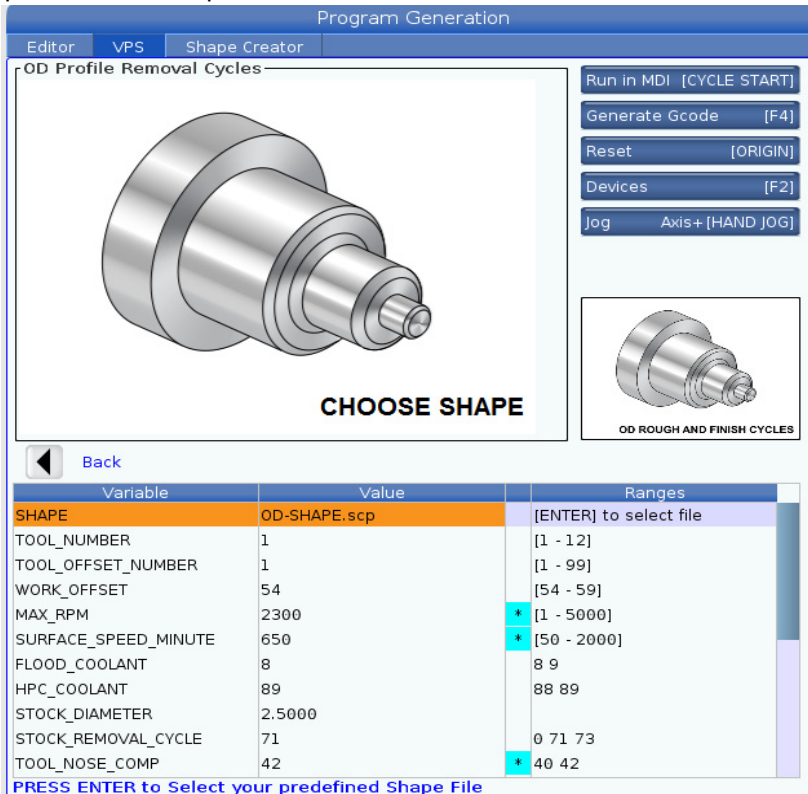 Program Generation
Editor VPS Shape Creator
OD Profile Removal Cycles
Run in MDI [CYCLE START]
Generate Gcode [F4]
Reset [ORIGIN]
Devices [F2]
Jog Axis+[HAND JOG]
CHOOSE SHAPE
OD ROUGH AND FINISH CYCLES
Back
Variable Value Ranges
SHAPE OD-SHAPE.scp [ENTER] to select file
TOOL_NUMBER 1 [1 - 12]
TOOL_OFFSET_NUMBER 1 [1 - 99]
WORK_OFFSET 54 [54 - 59]
MAX_RPM 2300 * [1 - 5000]
SURFACE_SPEED_MINUTE 650 * [50 - 2000]
FLOOD_COOLANT 8 8 9
HPC_COOLANT 89 88 89
STOCK_DIAMETER 2.5000
STOCK_REMOVAL_CYCLE 71 0 71 73
TOOL_NOSE_COMP 42 * 40 42
PRESS ENTER to Select your predefined Shape File